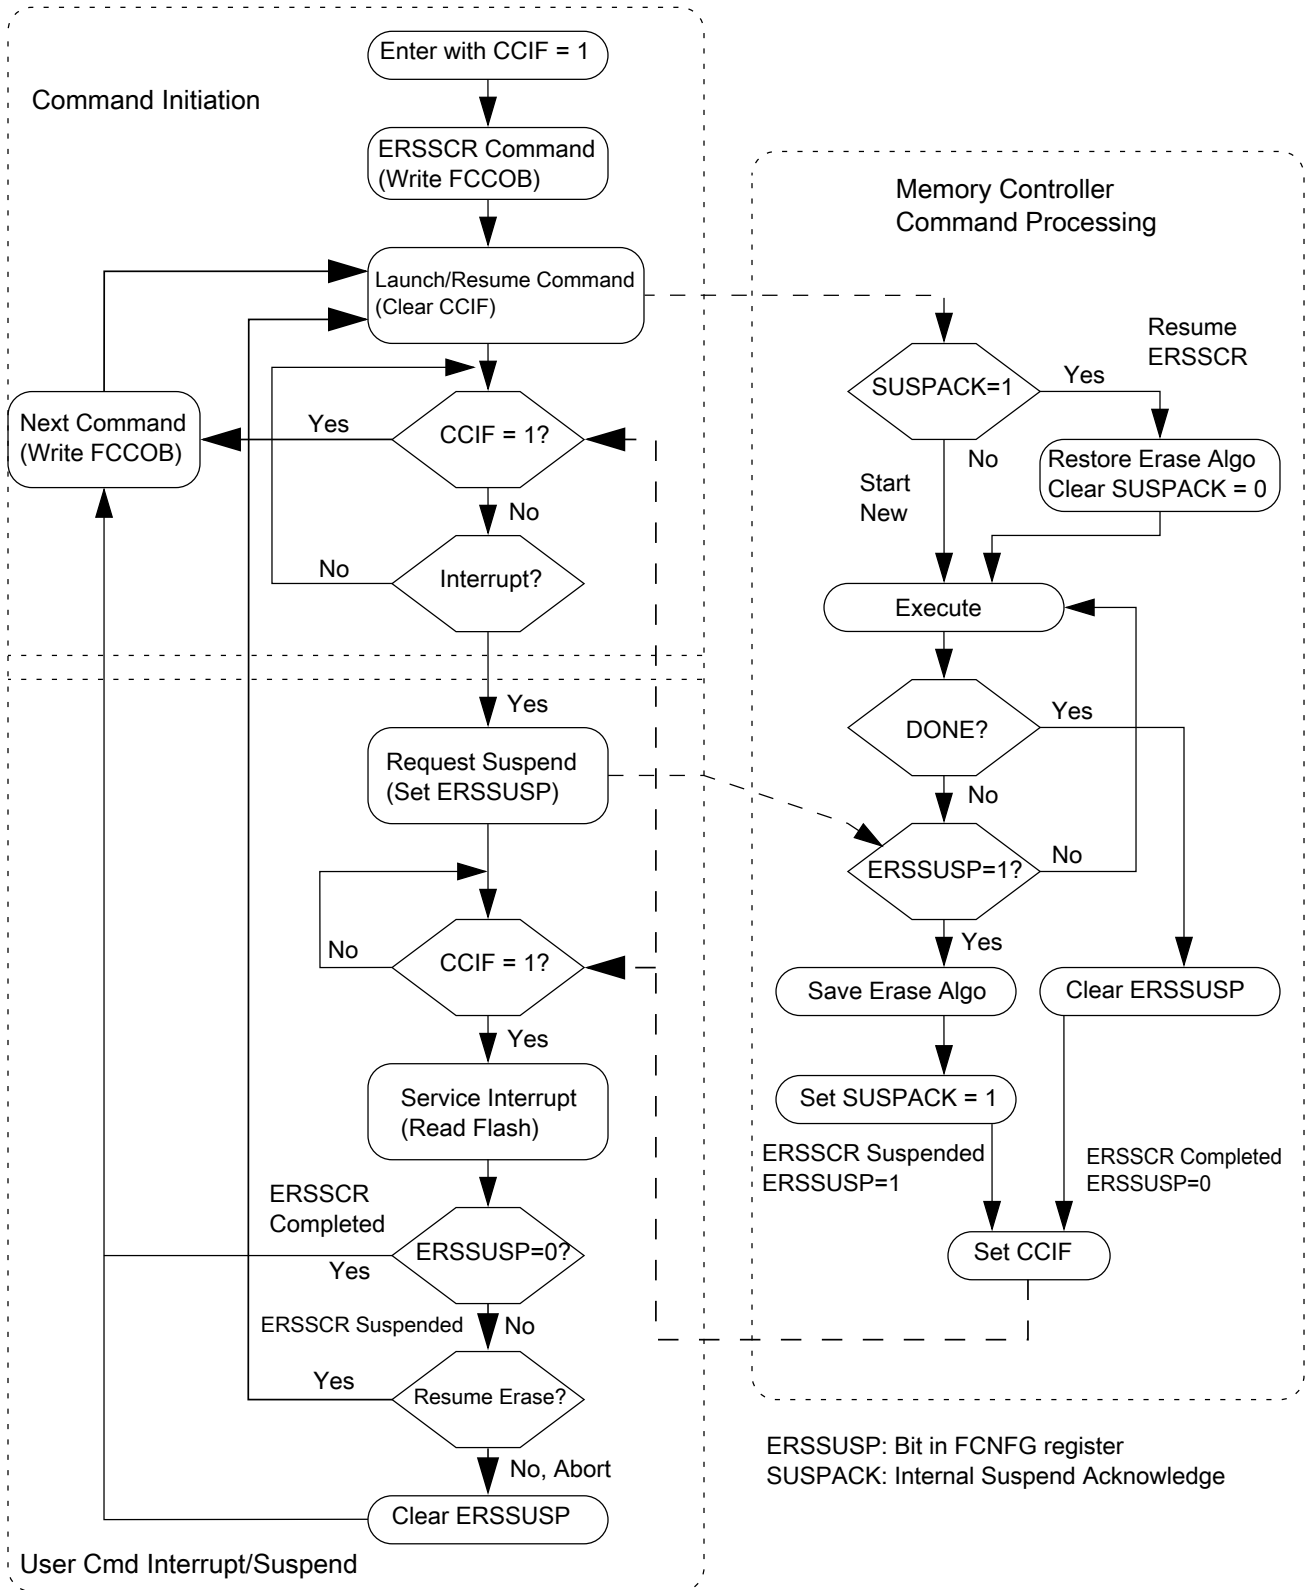 Enter with CCIF = 1
Command Initiation
ERSSCR Command
(Write FCCOB)
Launch/Resume Command
(Clear CCIF)
Next Command
(Write FCCOB)
Yes
CCIF = 1?
No
No
Interrupt?
Yes
Request Suspend
(Set ERSSUSP)
No
CCIF = 1?
Yes
Service Interrupt
(Read Flash)
ERSSCR
Completed
ERSSUSP=0?
Yes
ERSSCR Suspended
No
Yes
Resume Erase?
No, Abort
Clear ERSSUSP
User Cmd Interrupt/Suspend
Memory Controller
Command Processing
Resume
ERSSCR
SUSPACK=1
Yes
No
Restore Erase Algo
Clear SUSPACK = 0
Start
New
Execute
DONE?
Yes
No
ERSSUSP=1?
No
Yes
Save Erase Algo
Clear ERSSUSP
Set SUSPACK = 1
ERSSCR Suspended
ERSSUSP=1
ERSSCR Completed
ERSSUSP=0
Set CCIF
ERSSUSP: Bit in FCNFG register
SUSPACK: Internal Suspend Acknowledge